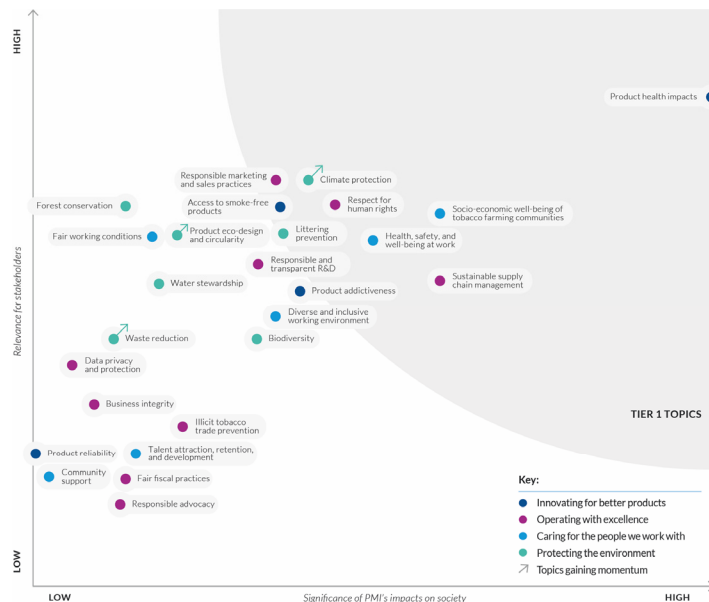 HIGH
Product health impacts
Responsible marketing
and sales practices
Climate protection
Forest conservation
Access to smoke-free
products
Respect for
human rights
Socio-economic well-being of
tobacco farming communities
Fair working conditions
Product eco-design
and circularity
Littering
prevention
Health, safety, and
well-being at work
Responsible and
transparent R&D
Water stewardship
Product addictiveness
Sustainable supply
chain management
Diverse and inclusive
working environment
Waste reduction
Biodiversity
Relevance for stakeholders
Data privacy
and protection
Business integrity
TIER 1 TOPICS
Illicit tobacco
trade prevention
Product reliability
Talent attraction, retention,
and development
Community
support
Fair fiscal practices
Responsible advocacy
Key:
Innovating for better products
Operating with excellence
Caring for the people we work with
Protecting the environment
Topics gaining momentum
LOW
LOW
Significance of PMI's impacts on society
HIGH